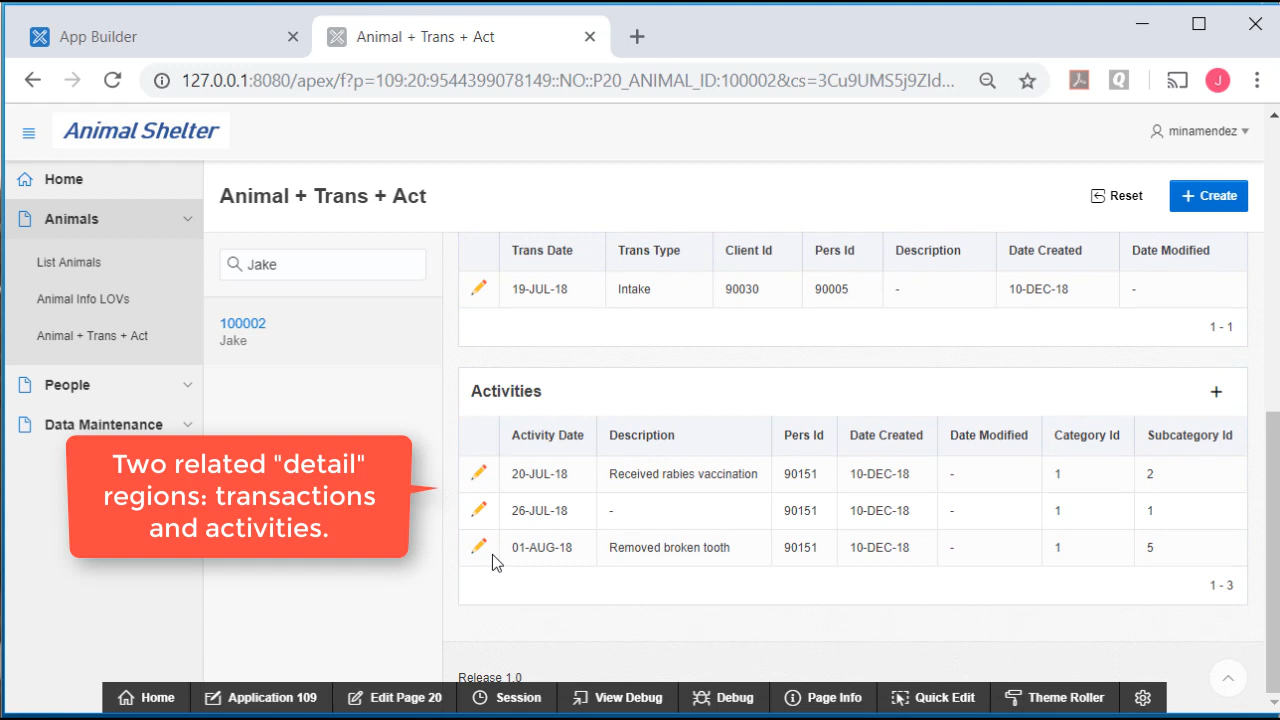 App Builder
Animal + Trans + Act
127.0.0.1:8080/apex/f?p=109:20:9544399078149::NO::P20_ANIMAL_ID:100002&cs=3Cu9UMS5j9Zld...
Animal Shelter
minamendez
Home
Animals
List Animals
Animal Info LOVs
Animal + Trans + Act
People
Data Maintenance
Animal + Trans + Act
Reset
+ Create
Jake
100002
Jake
Trans Date Trans Type Client Id Pers Id Description Date Created Date Modified
19-JUL-18 Intake 90030 90005 - 10-DEC-18 -
1 - 1
Activities
+
Activity Date Description Pers Id Date Created Date Modified Category Id Subcategory Id
20-JUL-18 Received rabies vaccination 90151 10-DEC-18 - 1 2
26-JUL-18 - 90151 10-DEC-18 - 1 1
01-AUG-18 Removed broken tooth 90151 10-DEC-18 - 1 5
1 - 3
Two related "detail"
regions: transactions
and activities.
Release 1.0
Home Application 109 Edit Page 20 Session View Debug Debug Page Info Quick Edit Theme Roller
J
Q